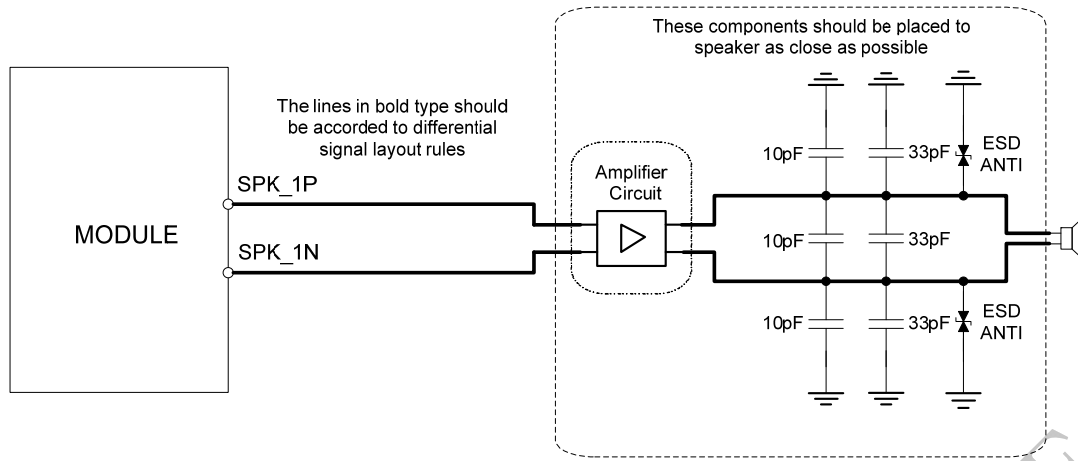 These components should be placed to
speaker as close as possible
The lines in bold type should
be accorded to differential
signal layout rules
10pF
33pF
ESD
ANTI
Amplifier
Circuit
SPK_1P
MODULE
10pF
33pF
SPK_1N
10pF
33pF
ESD
ANTI